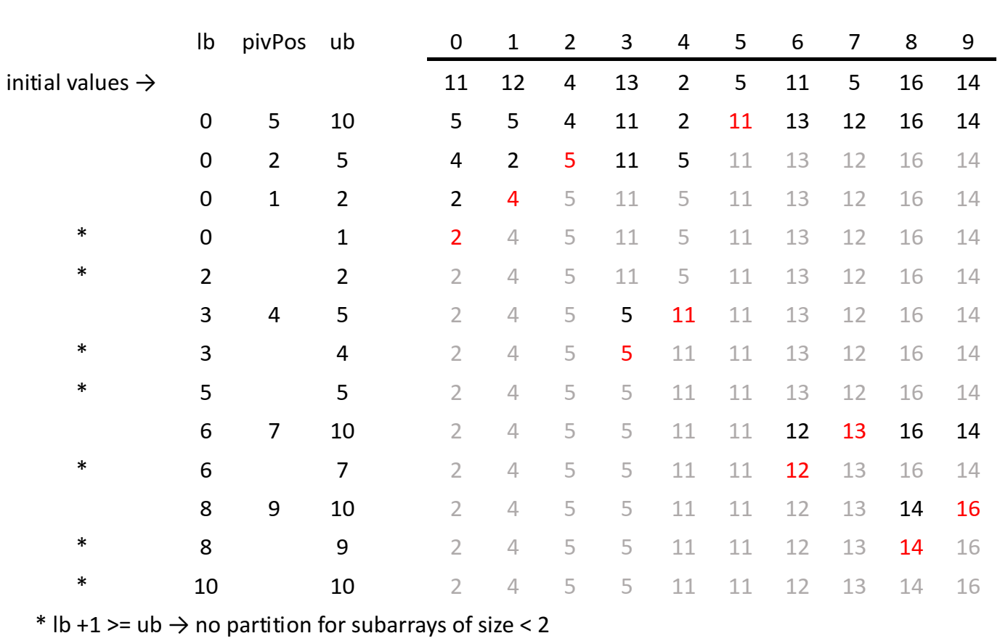 lb pivPos ub 0 1 2 3 4 5 6 7 8 9
initial values → 11 12 4 13 2 5 11 5 16 14
0 5 10 5 5 4 11 2 11 13 12 16 14
0 2 5 4 2 5 11 5 11 13 12 16 14
0 1 2 2 4 5 11 5 11 13 12 16 14
* 0 1 2 4 5 11 5 11 13 12 16 14
* 2 2 2 4 5 11 5 11 13 12 16 14
3 4 5 2 4 5 5 11 11 13 12 16 14
* 3 4 2 4 5 5 11 11 13 12 16 14
* 5 5 2 4 5 5 11 11 13 12 16 14
6 7 10 2 4 5 5 11 11 12 13 16 14
* 6 7 2 4 5 5 11 11 12 13 16 14
8 9 10 2 4 5 5 11 11 12 13 14 16
* 8 9 2 4 5 5 11 11 12 13 14 16
* 10 10 2 4 5 5 11 11 12 13 14 16
* lb +1 >= ub → no partition for subarrays of size < 2